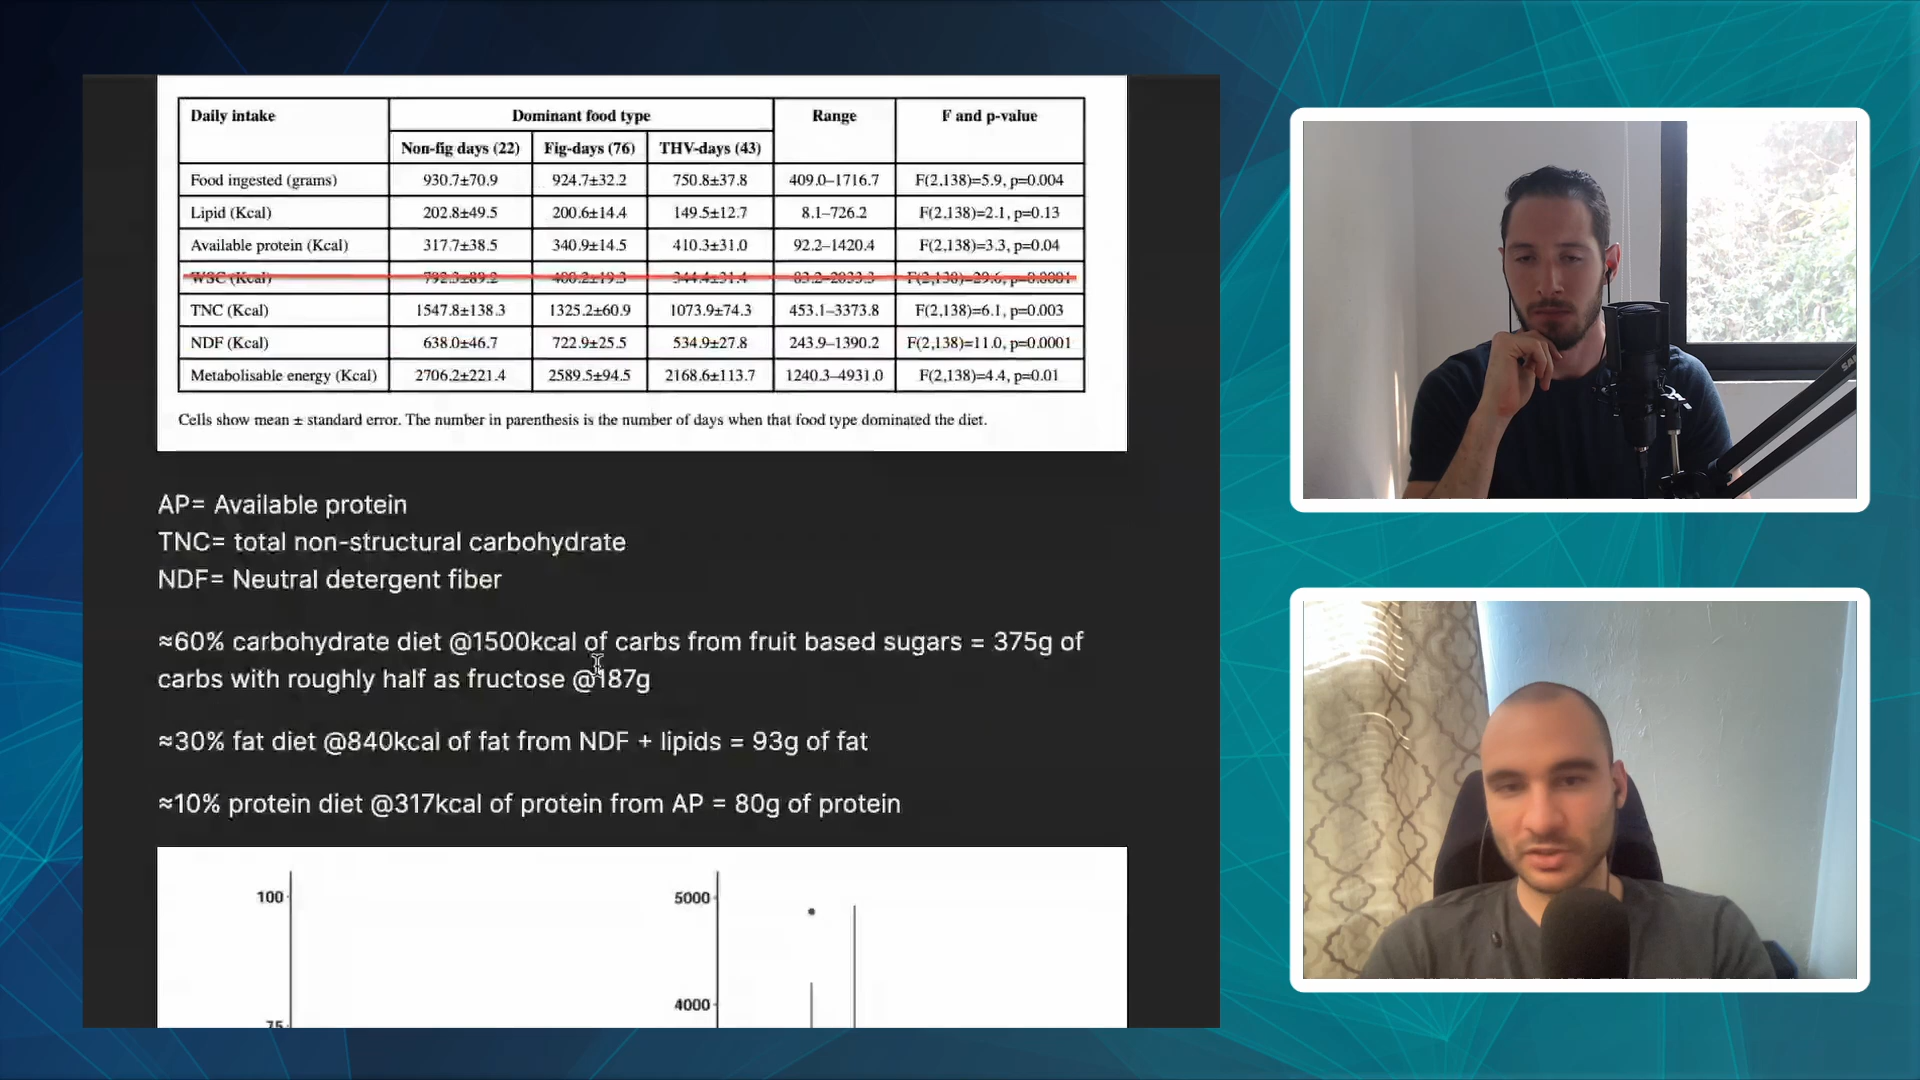 Daily intake Dominant food type Range F and p-value
Non-fig days (22) Fig-days (76) THV-days (43)
Food ingested (grams) 930.7±70.9 924.7±32.2 750.8±37.8 409.0–1716.7 F(2,138)=5.9, p=0.004
Lipid (Kcal) 202.8±49.5 200.6±14.4 149.5±12.7 8.1–726.2 F(2,138)=2.1, p=0.13
Available protein (Kcal) 317.7±38.5 340.9±14.5 410.3±31.0 92.2–1420.4 F(2,138)=3.3, p=0.04
WSC (Kcal) F(2,138)=29.6, p=0.0001
TNC (Kcal) 1547.8±138.3 1325.2±60.9 1073.9±74.3 453.1–3373.8 F(2,138)=6.1, p=0.003
NDF (Kcal) 638.0±46.7 722.9±25.5 534.9±27.8 243.9–1390.2 F(2,138)=11.0, p=0.0001
Metabolisable energy (Kcal) 2706.2±221.4 2589.5±94.5 2168.6±113.7 1240.3–4931.0 F(2,138)=4.4, p=0.01
Cells show mean ± standard error. The number in parenthesis is the number of days when that food type dominated the diet.
AP= Available protein
TNC= total non-structural carbohydrate
NDF= Neutral detergent fiber
≈60% carbohydrate diet @1500kcal of carbs from fruit based sugars = 375g of
carbs with roughly half as fructose @187g
≈30% fat diet @840kcal of fat from NDF + lipids = 93g of fat
≈10% protein diet @317kcal of protein from AP = 80g of protein
100 5000
4000
75